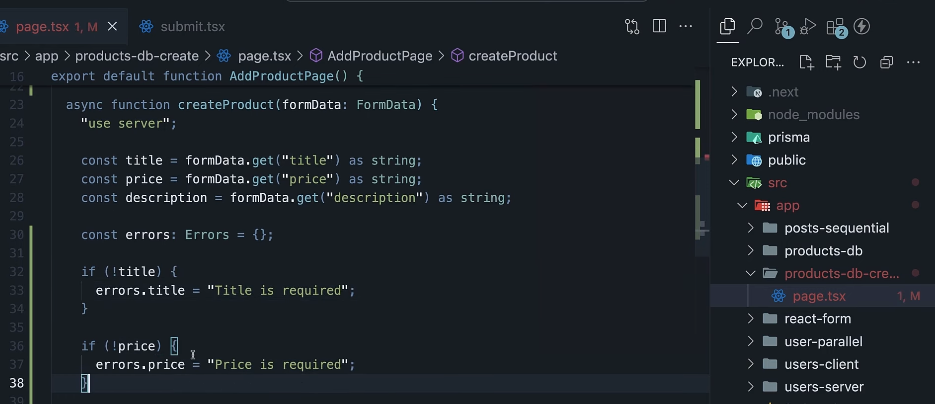 page.tsx 1, M
submit.tsx
src > app > products-db-create > page.tsx > AddProductPage > createProduct
16 export default function AddProductPage() {
23 async function createProduct(formData: FormData) {
24 "use server";
25
26 const title = formData.get("title") as string;
27 const price = formData.get("price") as string;
28 const description = formData.get("description") as string;
29
30 const errors: Errors = {};
31
32 if (!title) {
33 errors.title = "Title is required";
34 }
35
36 if (!price) {
37 errors.price = "Price is required";
38 }
39
1
2
EXPLOR...
.next
node_modules
prisma
public
src
app
posts-sequential
products-db
products-db-cre...
page.tsx 1, M
react-form
user-parallel
users-client
users-server